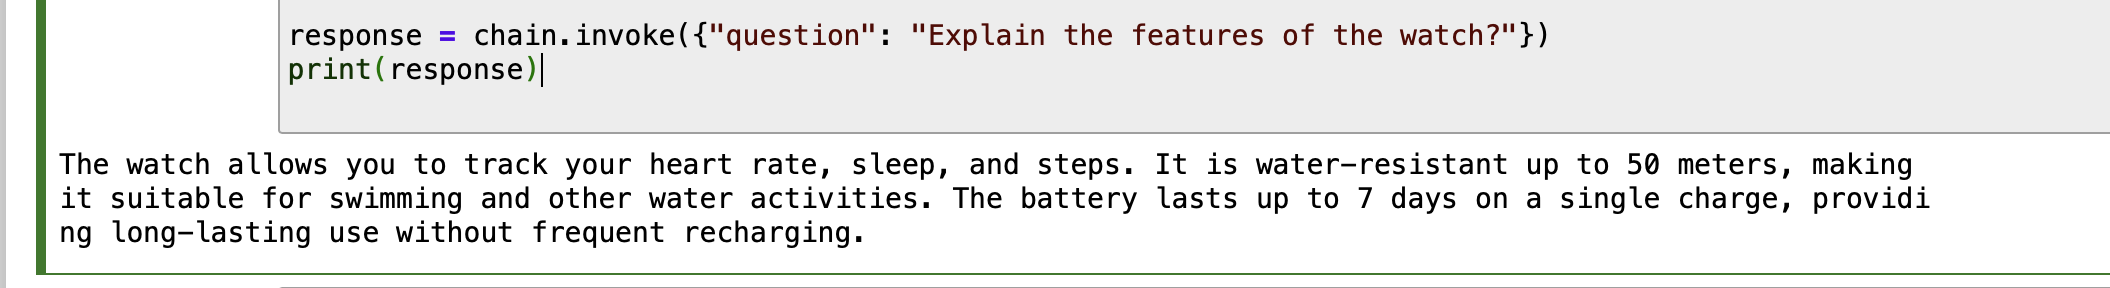 response = chain.invoke({"question": "Explain the features of the watch?"})
print(response)
The watch allows you to track your heart rate, sleep, and steps. It is water-resistant up to 50 meters, making
it suitable for swimming and other water activities. The battery lasts up to 7 days on a single charge, providi
ng long-lasting use without frequent recharging.